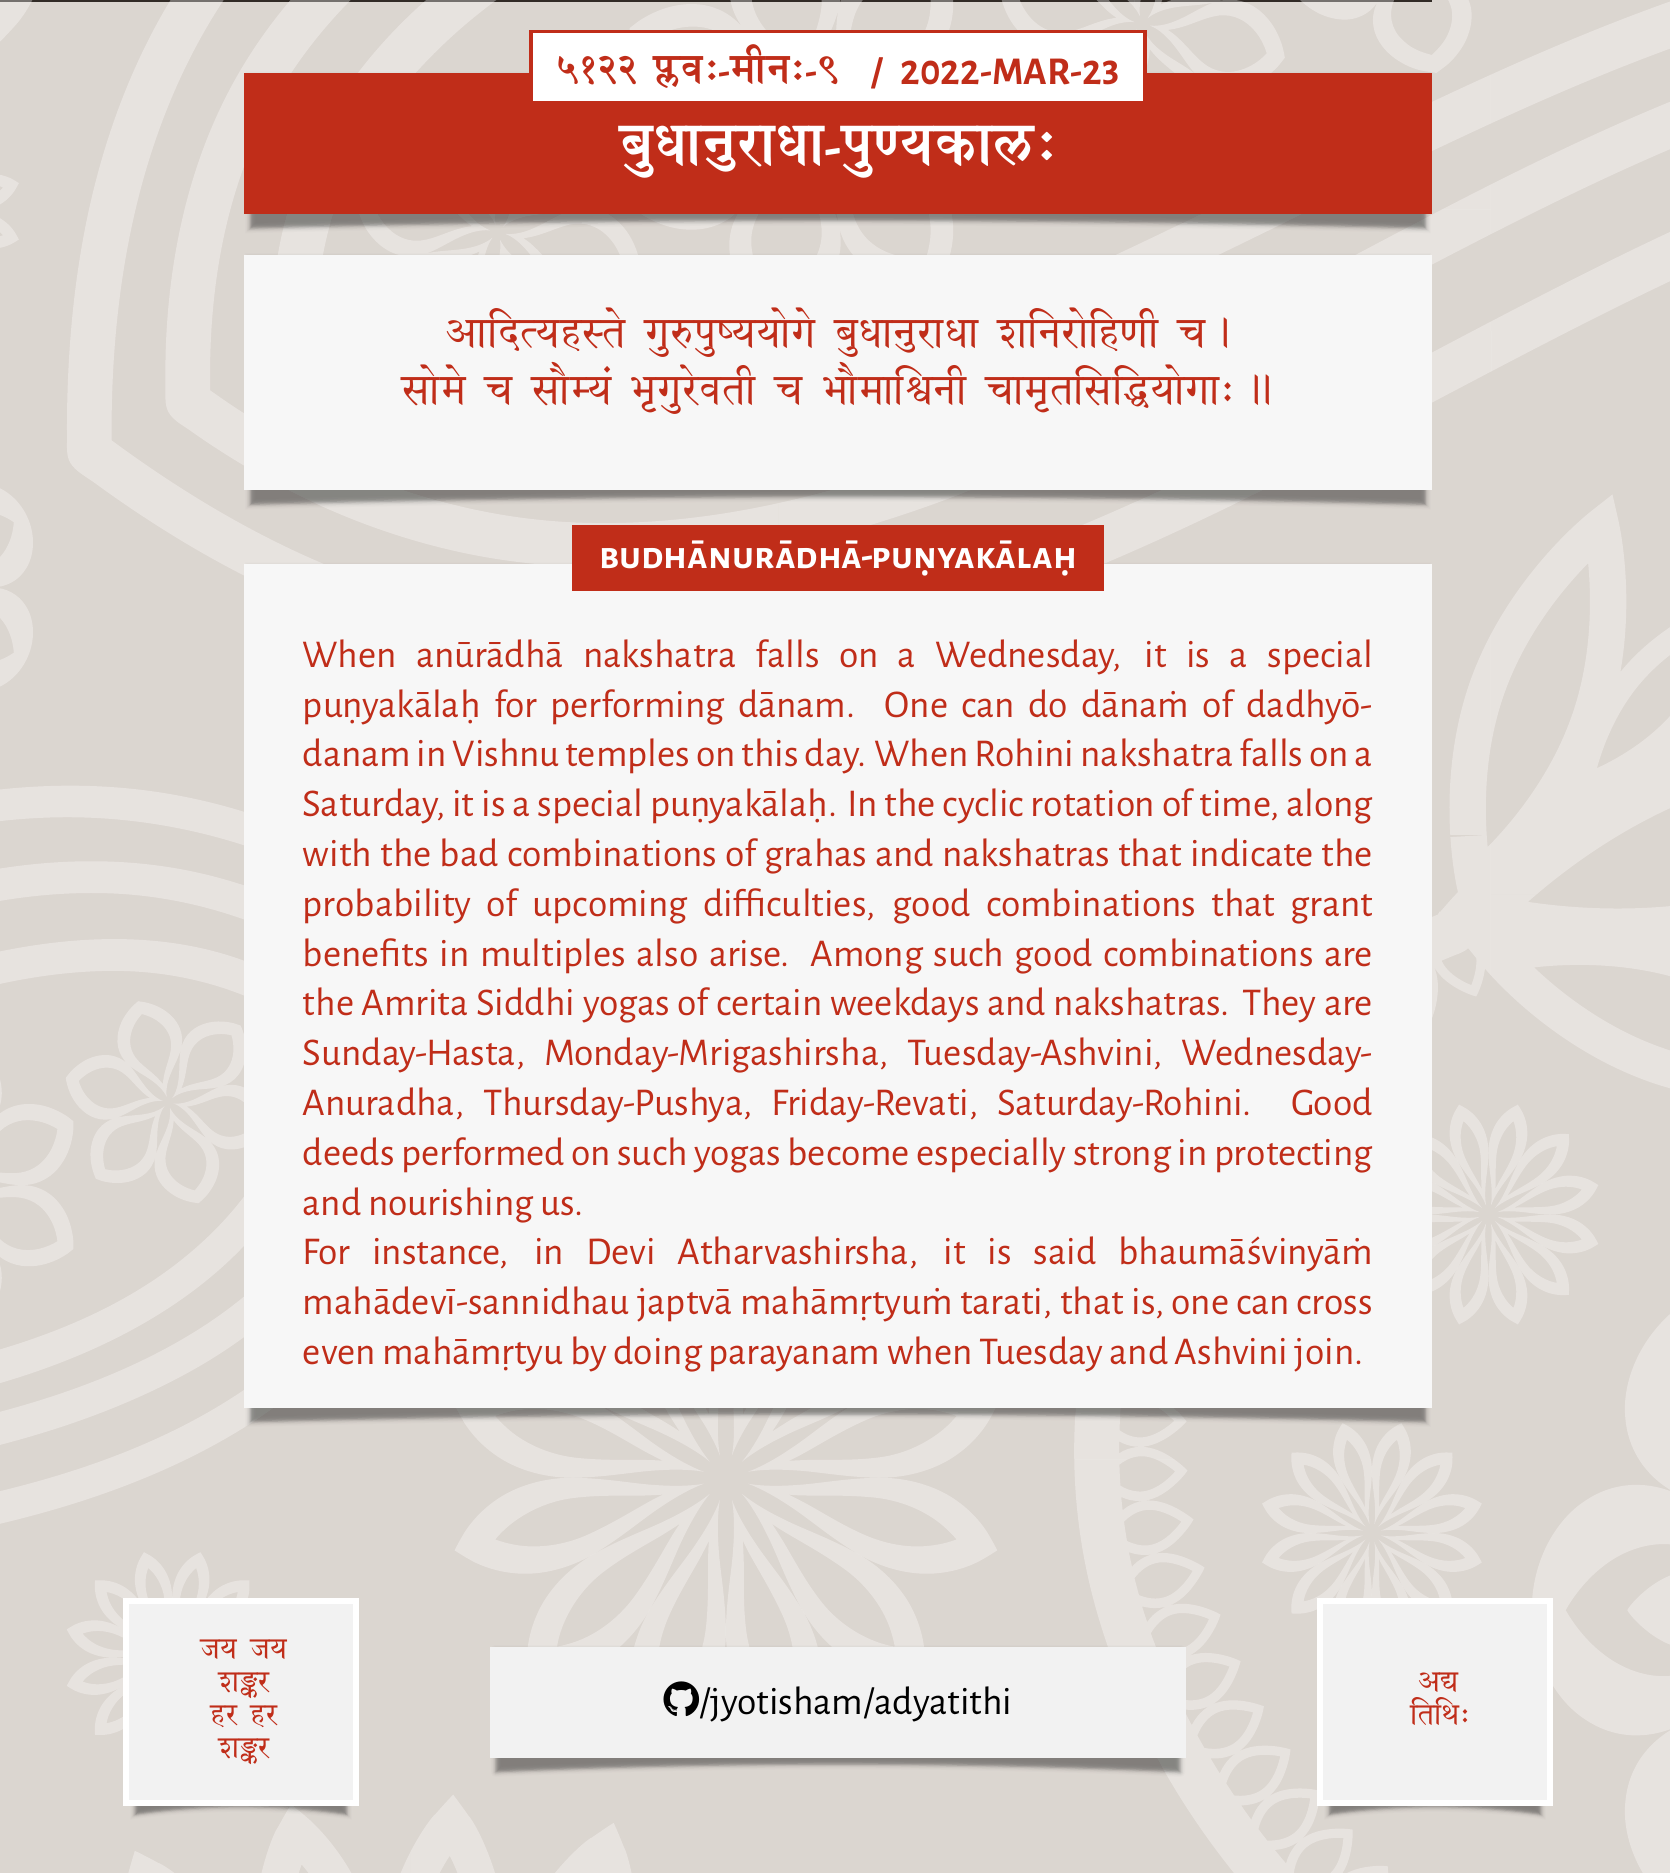 ५१२२ प्लवः-मीनः-९ / 2022-MAR-23
बुधानुराधा-पुण्यकालः
आदित्यहस्ते गुरुपुष्ययोगे बुधानुराधा शनिरोहिणी च।
सोमे च सौम्यं भृगुरेवती च भौमाश्विनी चामृतसिद्धियोगाः॥
BUDHĀNURĀDHĀ-PUṆYAKĀLAḤ
When anūrādhā nakshatra falls on a Wednesday, it is a special
puṇyakālaḥ for performing dānam. One can do dānaṁ of dadhyō-
danam in Vishnu temples on this day. When Rohini nakshatra falls on a
Saturday, it is a special puṇyakālaḥ. In the cyclic rotation of time, along
with the bad combinations of grahas and nakshatras that indicate the
probability of upcoming difficulties, good combinations that grant
benefits in multiples also arise. Among such good combinations are
the Amrita Siddhi yogas of certain weekdays and nakshatras. They are
Sunday-Hasta, Monday-Mrigashirsha, Tuesday-Ashvini, Wednesday-
Anuradha, Thursday-Pushya, Friday-Revati, Saturday-Rohini. Good
deeds performed on such yogas become especially strong in protecting
and nourishing us.
For instance, in Devi Atharvashirsha, it is said bhaumāśvinyāṁ
mahādevī-sannidhau japtvā mahāmṛtyuṁ tarati, that is, one can cross
even mahāmṛtyu by doing parayanam when Tuesday and Ashvini join.
जय जय
शङ्कर
हर हर
शङ्कर
/jyotisham/adyatithi
अद्य
तिथिः